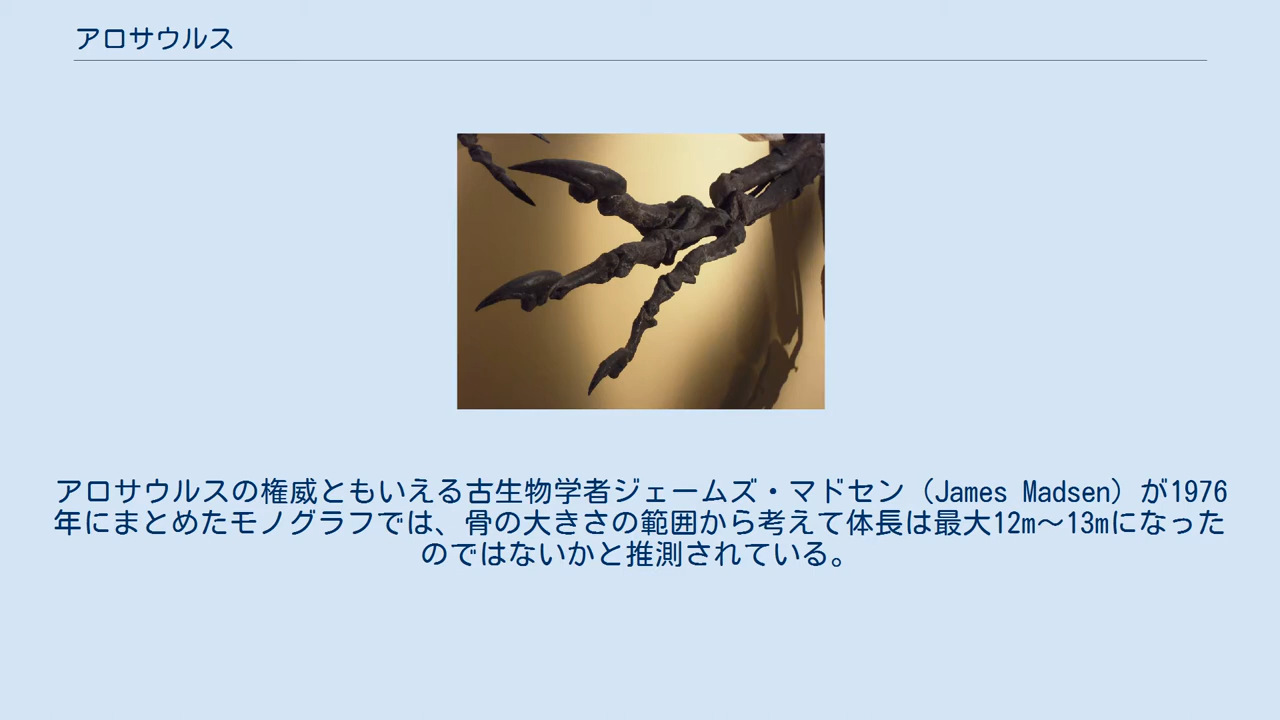 アロサウルス
アロサウルスの権威ともいえる古生物学者ジェームズ・マドセン（James Madsen）が1976
年にまとめたモノグラフでは、骨の大きさの範囲から考えて体長は最大12m〜13mになった
のではないかと推測されている。